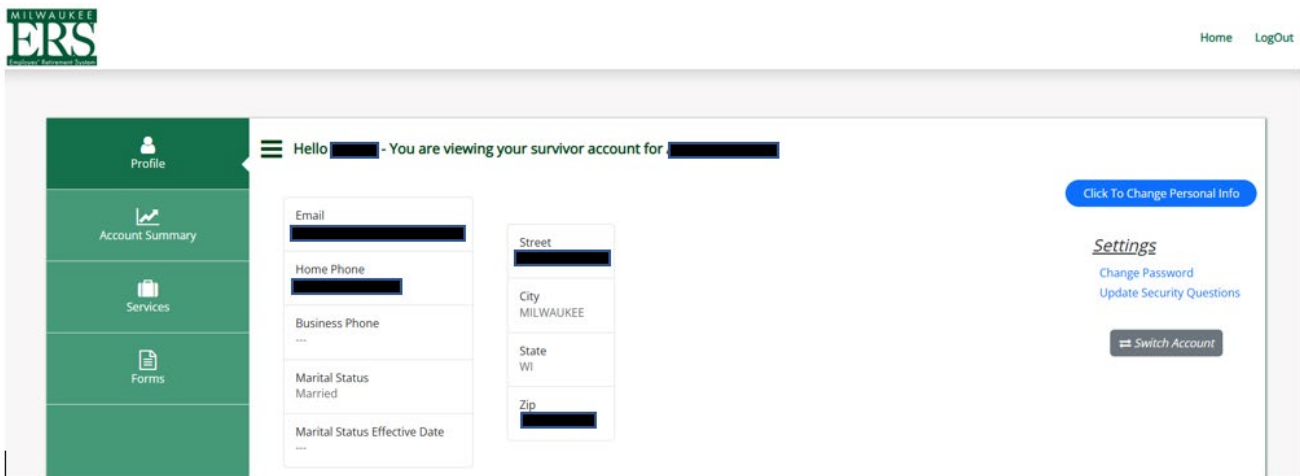 MILWAUKEE
ERS
Employes' Retirement System
Home LogOut
Profile
Account Summary
Services
Forms
Hello - You are viewing your survivor account for
Click To Change Personal Info
Email
Home Phone
Business Phone
---
Marital Status
Married
Marital Status Effective Date
---
Street
City
MILWAUKEE
State
WI
Zip
Settings
Change Password
Update Security Questions
Switch Account